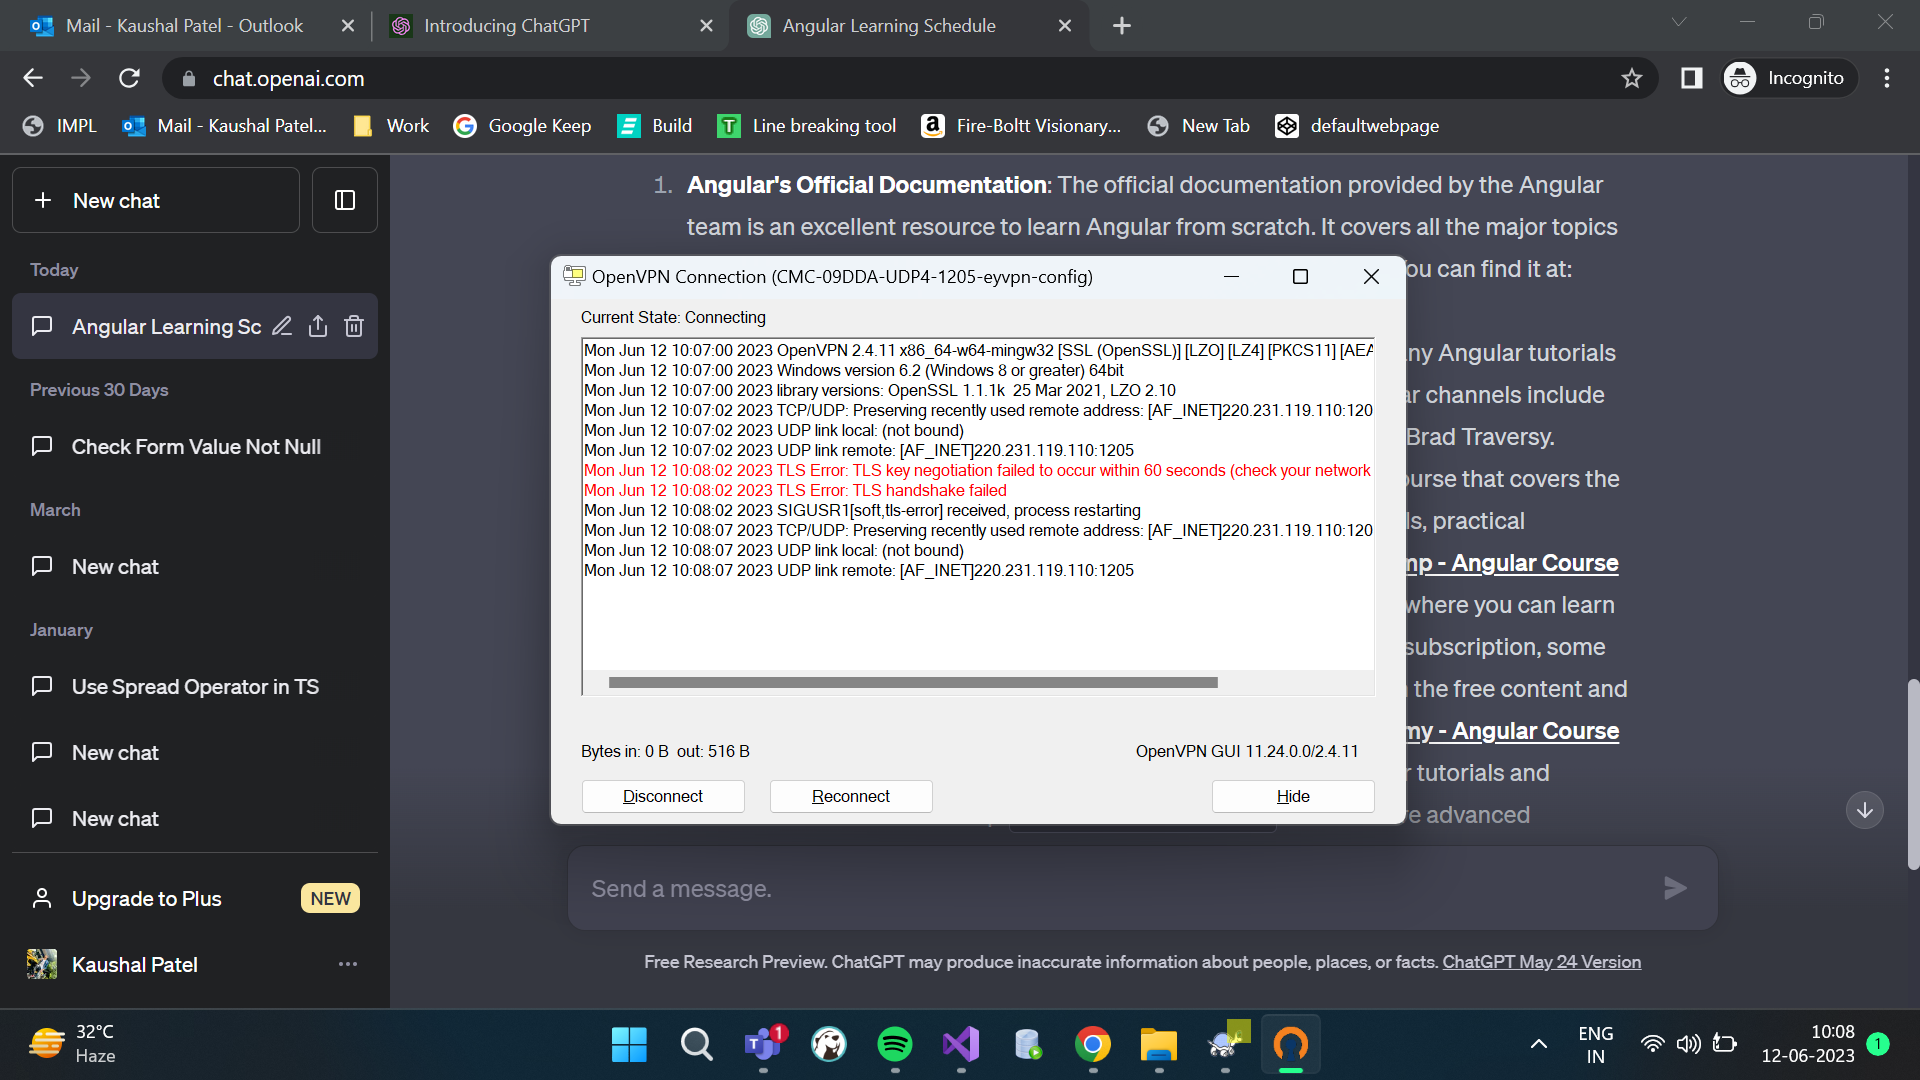 Mail - Kaushal Patel - Outlook
Introducing ChatGPT
Angular Learning Schedule
chat.openai.com
Incognito
IMPL
Mail - Kaushal Patel...
Work
Google Keep
Build
Line breaking tool
Fire-Boltt Visionary...
New Tab
defaultwebpage
New chat
Today
Angular Learning Sc
Previous 30 Days
Check Form Value Not Null
March
New chat
January
Use Spread Operator in TS
New chat
New chat
Upgrade to Plus
NEW
Kaushal Patel
1. Angular's Official Documentation: The official documentation provided by the Angular
team is an excellent resource to learn Angular from scratch. It covers all the major topics
ou can find it at:
ny Angular tutorials
ar channels include
Brad Traversy.
ourse that covers the
ls, practical
mp - Angular Course
where you can learn
subscription, some
the free content and
my - Angular Course
r tutorials and
re advanced
OpenVPN Connection (CMC-09DDA-UDP4-1205-eyvpn-config)
Current State: Connecting
Mon Jun 12 10:07:00 2023 OpenVPN 2.4.11 x86_64-w64-mingw32 [SSL (OpenSSL)] [LZO] [LZ4] [PKCS11] [AEA
Mon Jun 12 10:07:00 2023 Windows version 6.2 (Windows 8 or greater) 64bit
Mon Jun 12 10:07:00 2023 library versions: OpenSSL 1.1.1k  25 Mar 2021, LZO 2.10
Mon Jun 12 10:07:02 2023 TCP/UDP: Preserving recently used remote address: [AF_INET]220.231.119.110:120
Mon Jun 12 10:07:02 2023 UDP link local: (not bound)
Mon Jun 12 10:07:02 2023 UDP link remote: [AF_INET]220.231.119.110:1205
Mon Jun 12 10:08:02 2023 TLS Error: TLS key negotiation failed to occur within 60 seconds (check your network
Mon Jun 12 10:08:02 2023 TLS Error: TLS handshake failed
Mon Jun 12 10:08:02 2023 SIGUSR1[soft,tls-error] received, process restarting
Mon Jun 12 10:08:07 2023 TCP/UDP: Preserving recently used remote address: [AF_INET]220.231.119.110:120
Mon Jun 12 10:08:07 2023 UDP link local: (not bound)
Mon Jun 12 10:08:07 2023 UDP link remote: [AF_INET]220.231.119.110:1205
Bytes in: 0 B  out: 516 B
OpenVPN GUI 11.24.0.0/2.4.11
Disconnect
Reconnect
Hide
Send a message.
Free Research Preview. ChatGPT may produce inaccurate information about people, places, or facts. ChatGPT May 24 Version
32°C
Haze
1
ENG
IN
10:08
12-06-2023
1